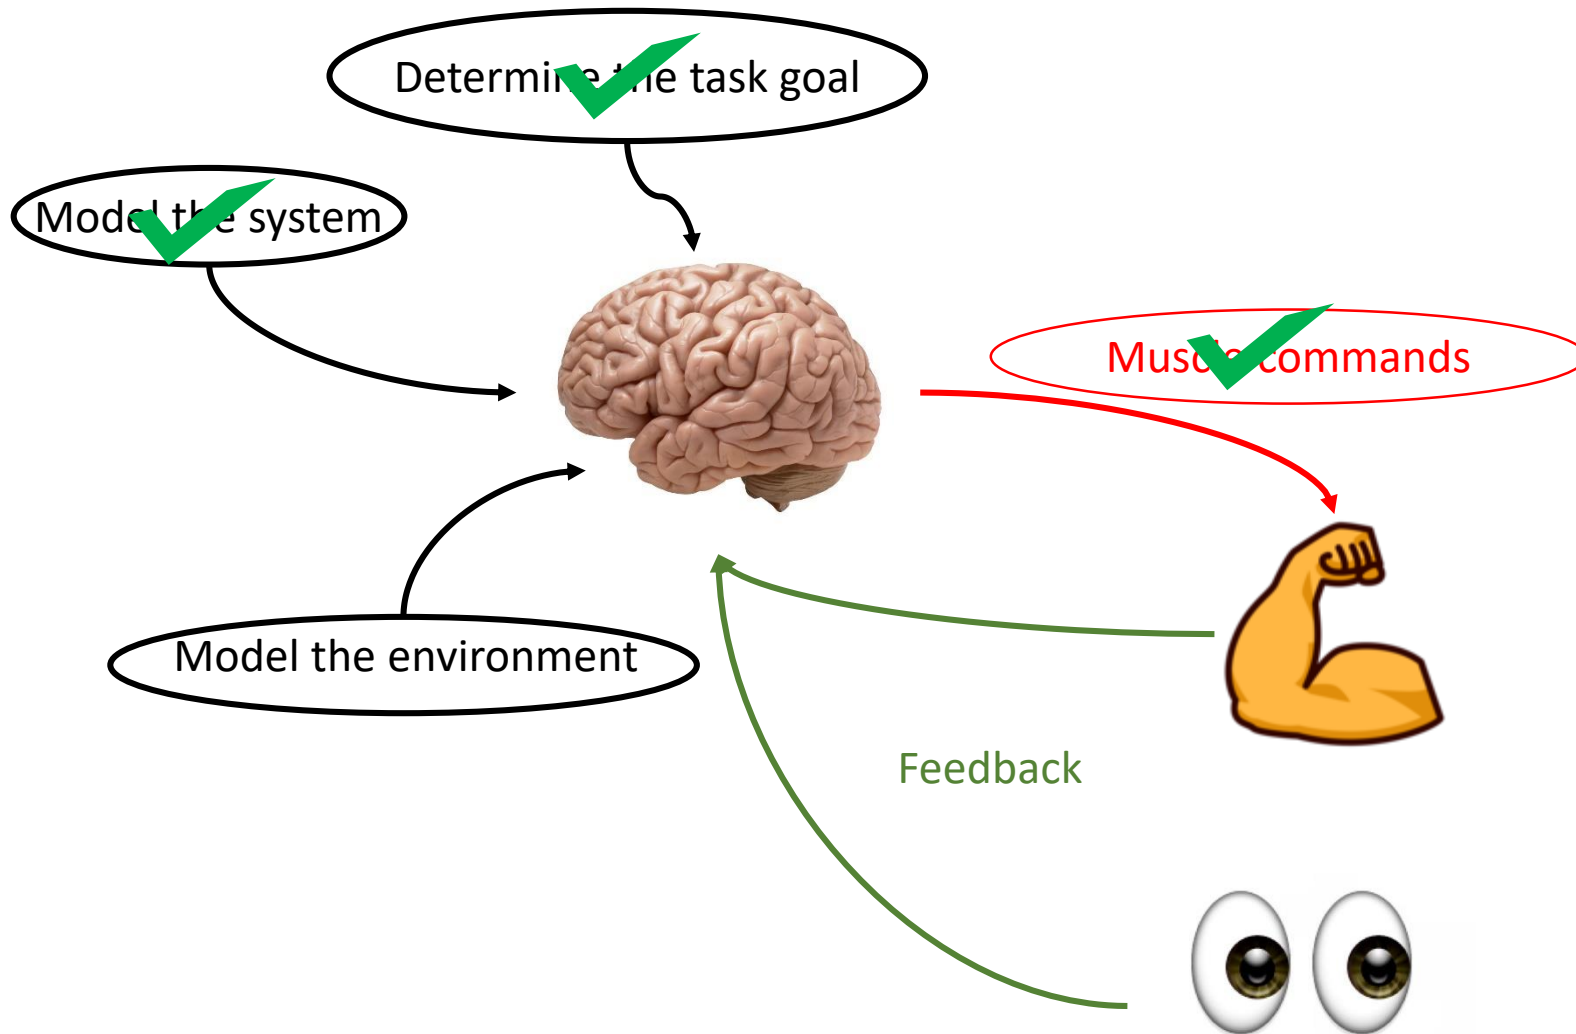 Determine the task goal
Model the system
Muscle commands
Model the environment
Feedback